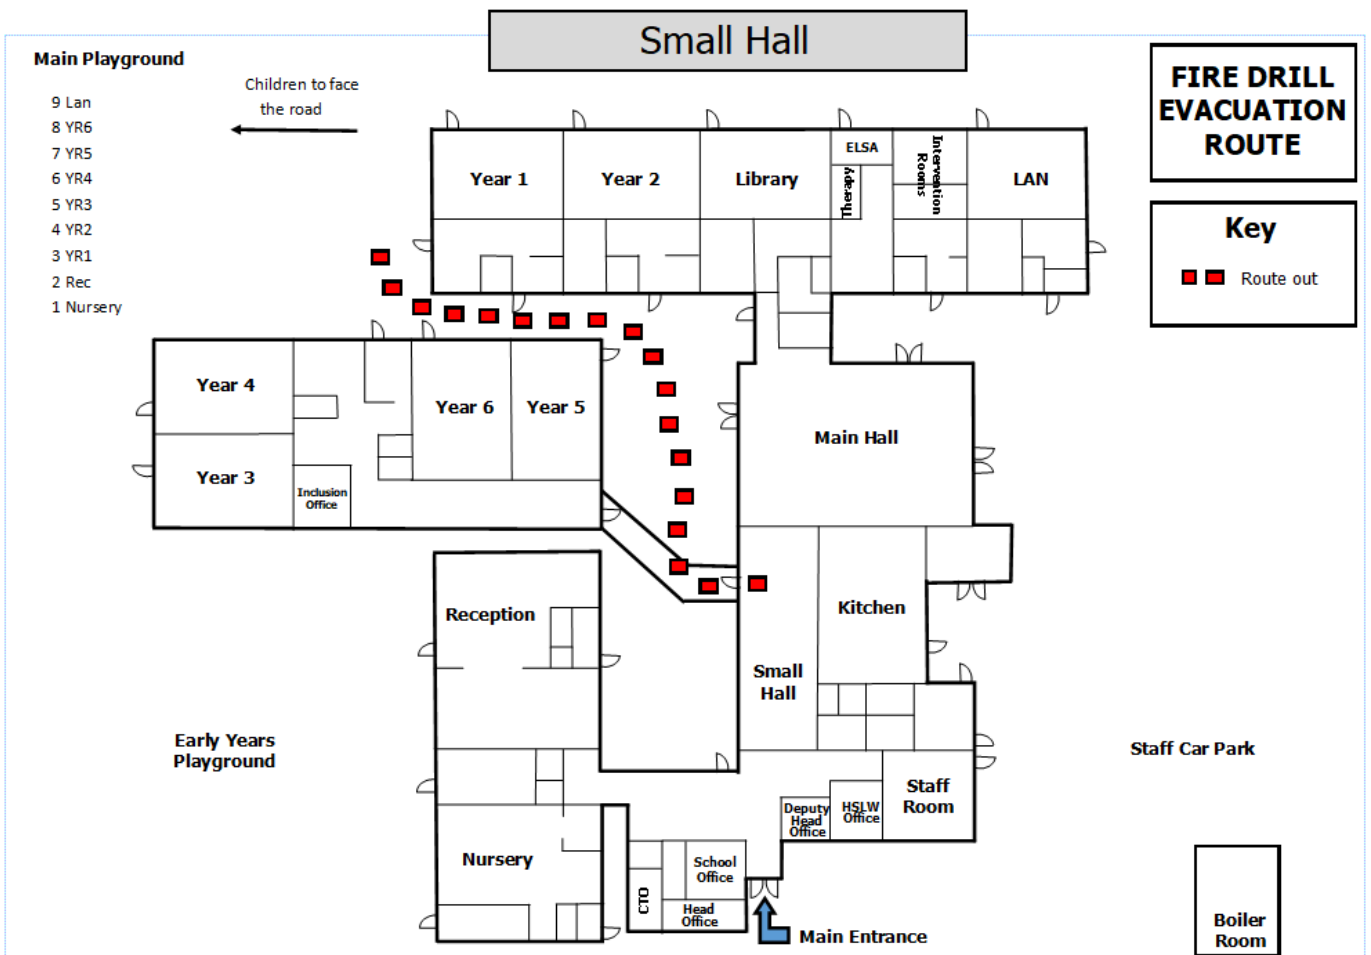 Small Hall
Main Playground
9 Lan
8 YR6
7 YR5
6 YR4
5 YR3
4 YR2
3 YR1
2 Rec
1 Nursery
Children to face
the road
FIRE DRILL
EVACUATION
ROUTE
Key
Route out
Year 1
Year 2
Library
ELSA
Therapy
Intervention
Rooms
LAN
Year 4
Year 6
Year 5
Year 3
Inclusion
Office
Main Hall
Reception
Kitchen
Small
Hall
Early Years
Playground
Staff Car Park
Staff
Room
Deputy
Head
Office
HSLW
Office
Nursery
School
Office
CTO
Head
Office
Main Entrance
Boiler
Room